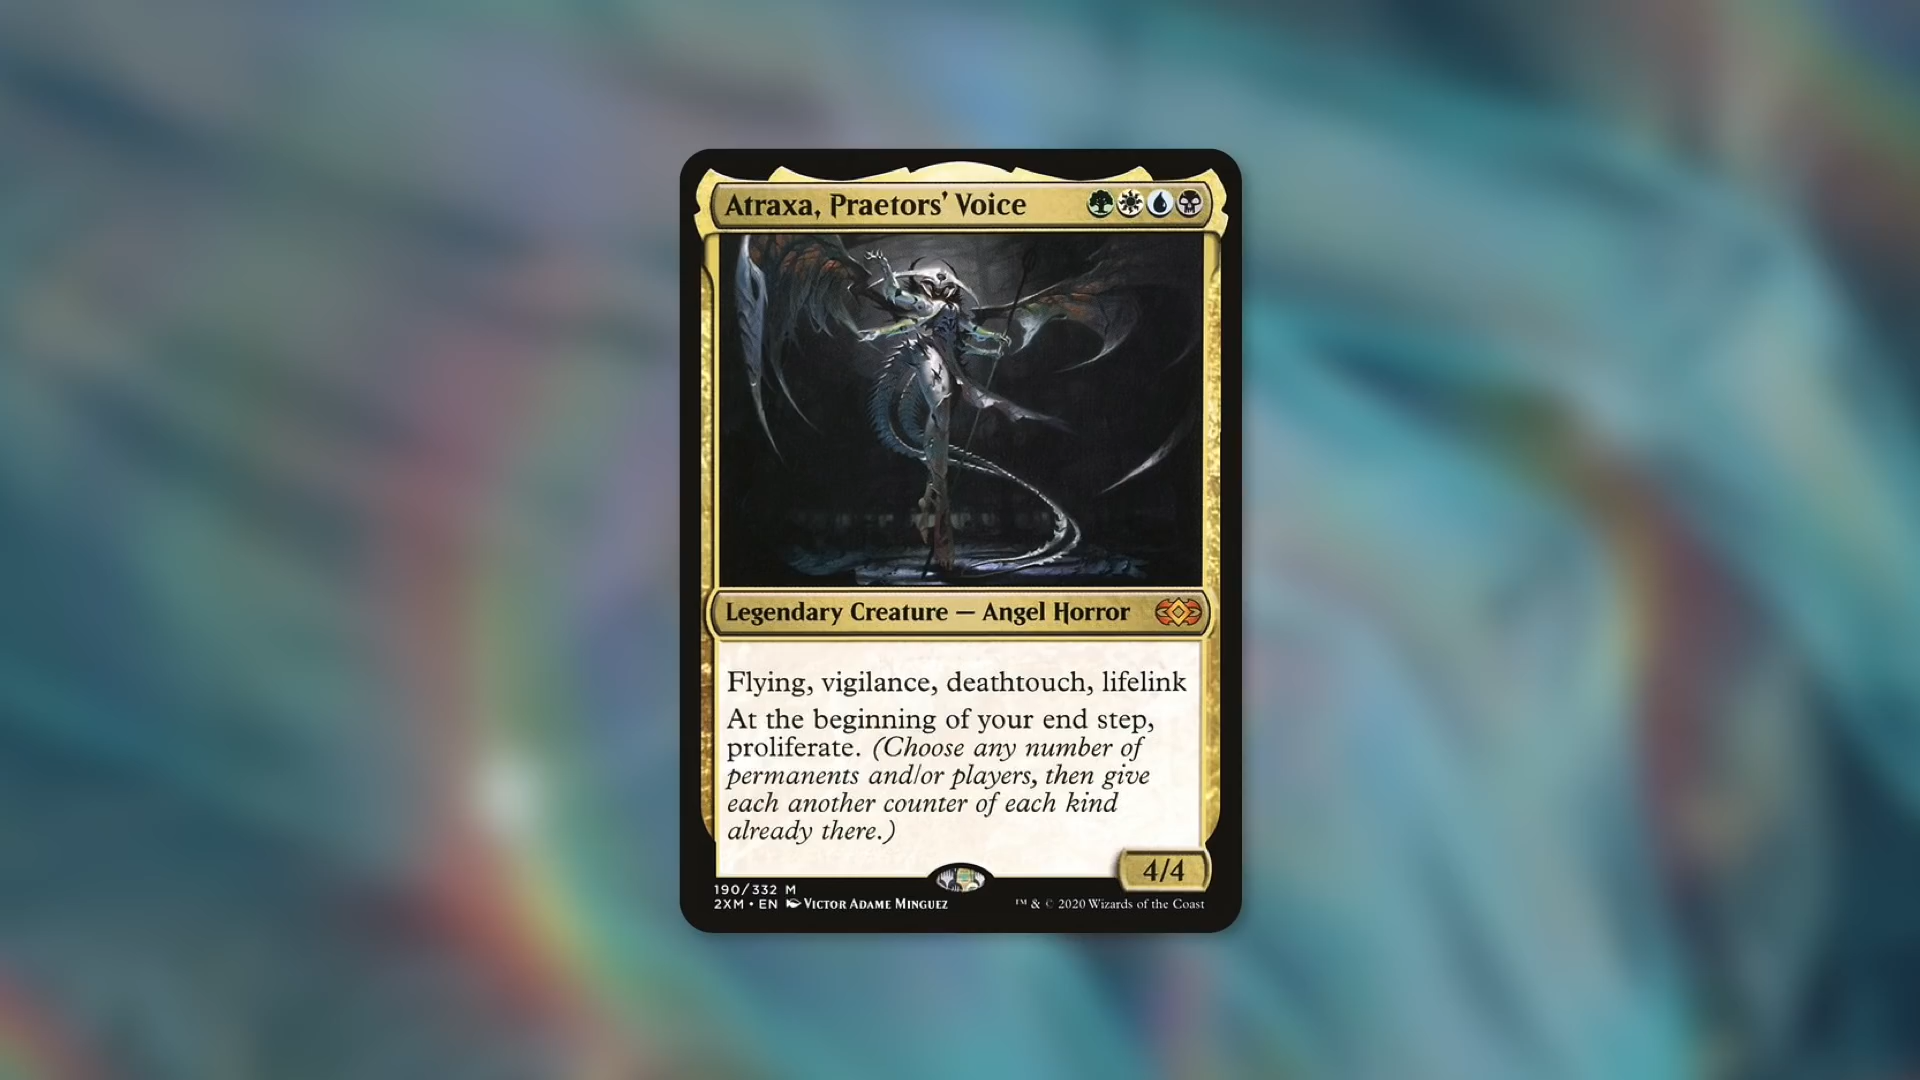 Atraxa, Praetors' Voice
Legendary Creature — Angel Horror
Flying, vigilance, deathtouch, lifelink
At the beginning of your end step,
proliferate. (Choose any number of
permanents and/or players, then give
each another counter of each kind
already there.)
4/4
190/332 M
2XM • EN Victor Adame Minguez
™ & © 2020 Wizards of the Coast